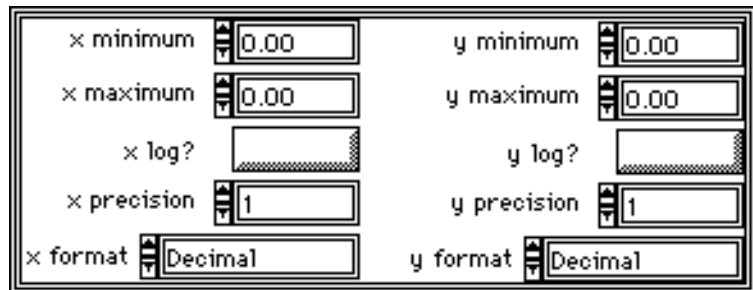 x minimum 0.00 y minimum 0.00
x maximum 0.00 y maximum 0.00
x log? y log?
x precision 1 y precision 1
x format Decimal y format Decimal